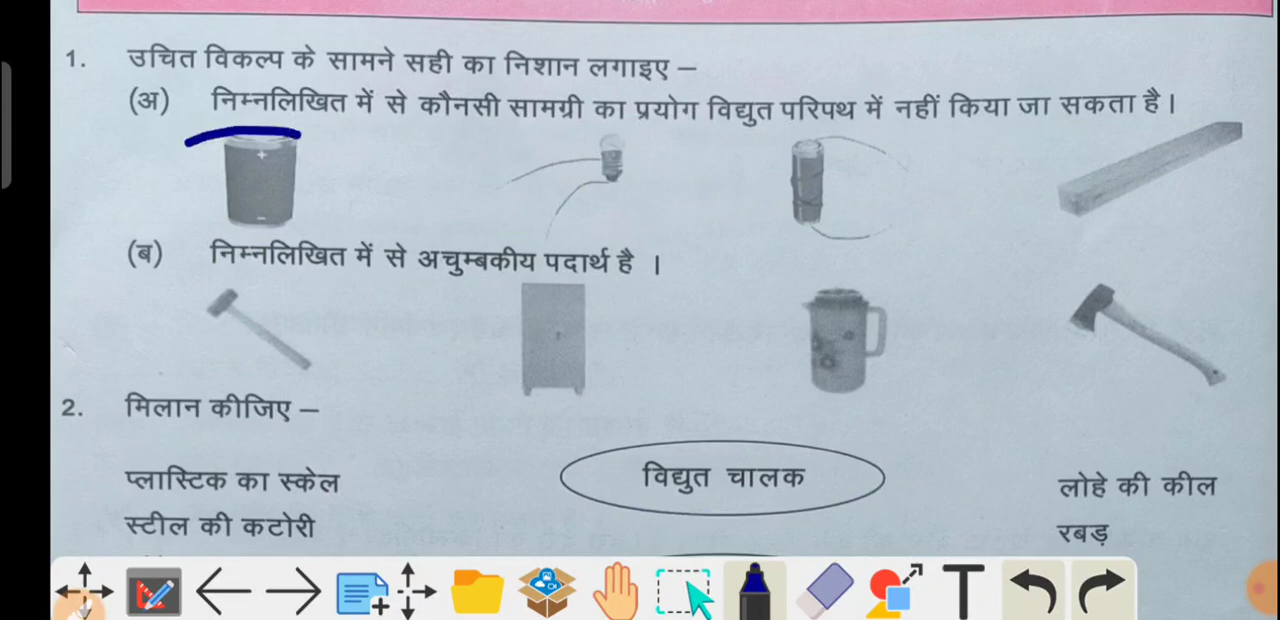 1. उचित विकल्प के सामने सही का निशान लगाइए –
(अ) निम्नलिखित में से कौनसी सामग्री का प्रयोग विद्युत परिपथ में नहीं किया जा सकता है।
+
–
(ब) निम्नलिखित में से अचुम्बकीय पदार्थ है ।
2. मिलान कीजिए –
प्लास्टिक का स्केल विद्युत चालक लोहे की कील
स्टील की कटोरी रबड़
T